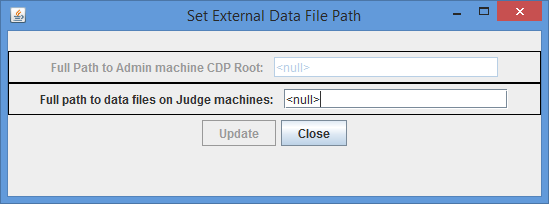 Set External Data File Path
Full Path to Admin machine CDP Root: <null>
Full path to data files on Judge machines: <null>
Update Close